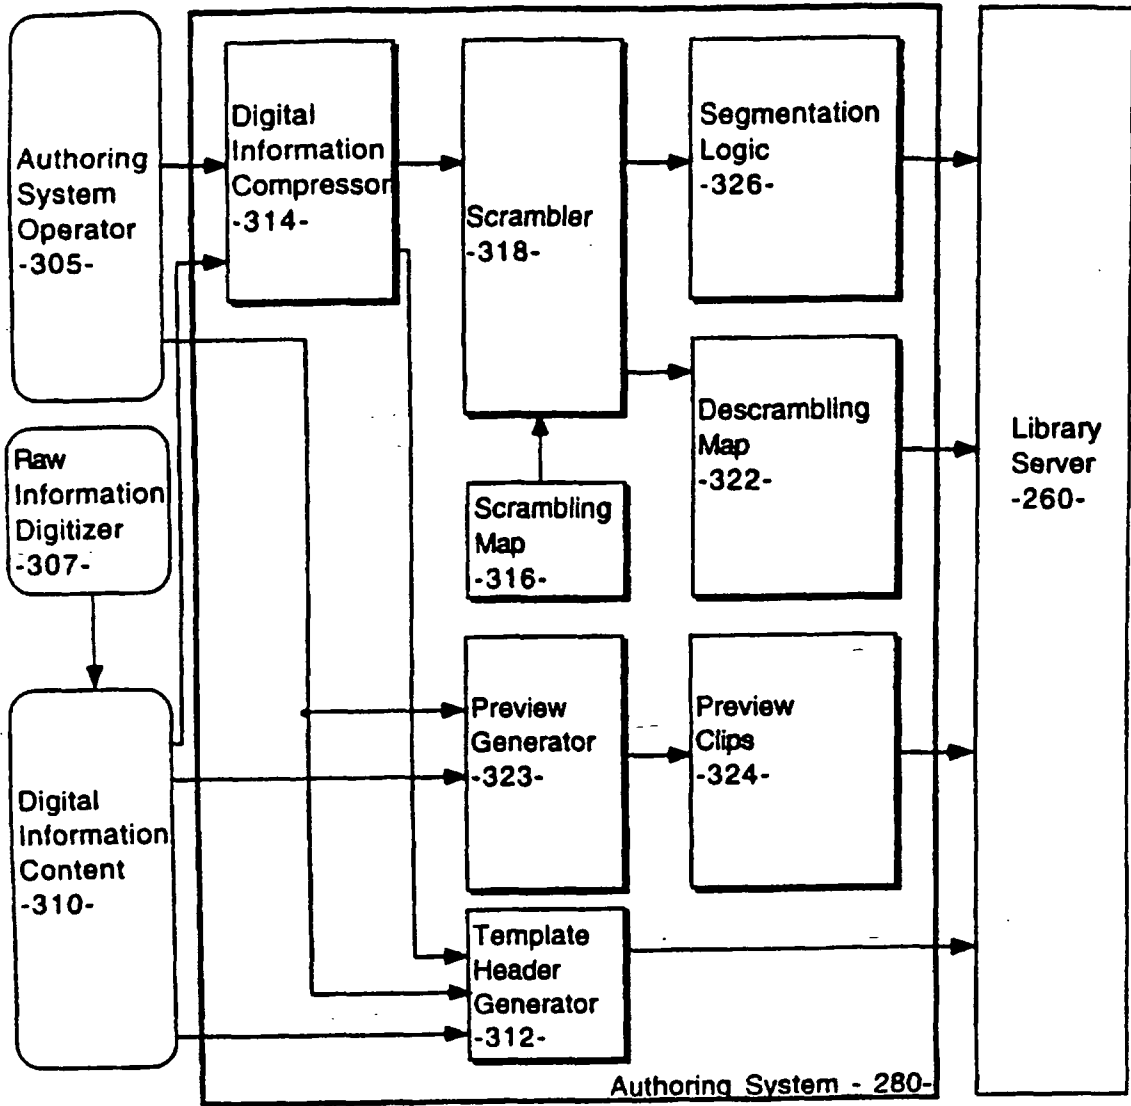 Authoring
System
Operator
-305-
Raw
Information
Digitizer
-307-
Digital
Information
Content
-310-
Digital
Information
Compressor
-314-
Scrambler
-318-
Scrambling
Map
-316-
Segmentation
Logic
-326-
Descrambling
Map
-322-
Preview
Generator
-323-
Preview
Clips
-324-
Template
Header
Generator
-312-
Authoring System - 280-
Library
Server
-260-